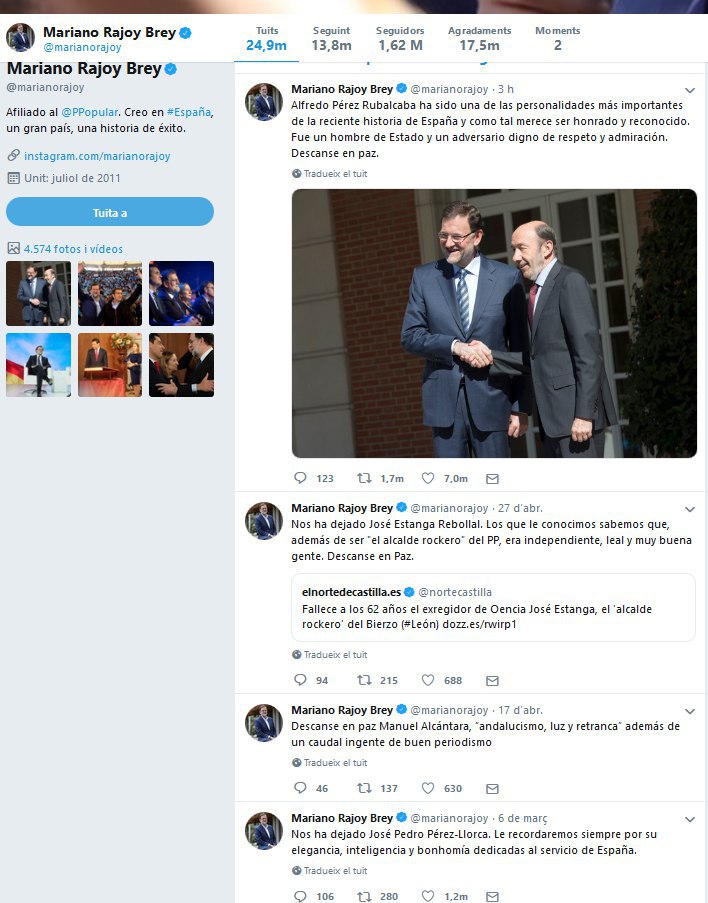 Mariano Rajoy Brey
@marianorajoy
Tuits
24,9m
Seguint
13,8m
Seguidors
1,62 M
Agradaments
17,5m
Moments
2
Mariano Rajoy Brey
@marianorajoy
Afiliado al @PPopular. Creo en #España,
un gran país, una historia de éxito.
instagram.com/marianorajoy
Unit: juliol de 2011
Tuita a
4.574 fotos i vídeos
Mariano Rajoy Brey @marianorajoy · 3 h
Alfredo Pérez Rubalcaba ha sido una de las personalidades más importantes
de la reciente historia de España y como tal merece ser honrado y reconocido.
Fue un hombre de Estado y un adversario digno de respeto y admiración.
Descanse en paz.
Tradueix el tuit
123 1,7m 7,0m
Mariano Rajoy Brey @marianorajoy · 27 d'abr.
Nos ha dejado José Estanga Rebollal. Los que le conocimos sabemos que,
además de ser "el alcalde rockero" del PP, era independiente, leal y muy buena
gente. Descanse en Paz.
elnortedecastilla.es @nortecastilla
Fallece a los 62 años el exregidor de Oencia José Estanga, el 'alcalde
rockero' del Bierzo (#León) dozz.es/rwirp1
Tradueix el tuit
94 215 688
Mariano Rajoy Brey @marianorajoy · 17 d'abr.
Descanse en paz Manuel Alcántara, "andalucismo, luz y retranca" además de
un caudal ingente de buen periodismo
Tradueix el tuit
46 137 630
Mariano Rajoy Brey @marianorajoy · 6 de març
Nos ha dejado José Pedro Pérez-Llorca. Le recordaremos siempre por su
elegancia, inteligencia y bonhomía dedicadas al servicio de España.
Tradueix el tuit
106 280 1,2m